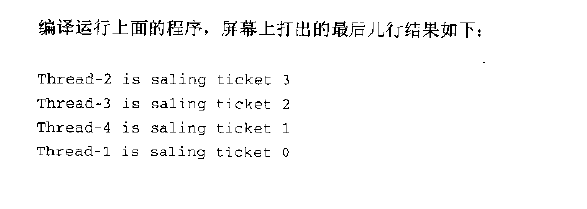 编译运行上面的程序，屏幕上打出的最后几行结果如下：
Thread-2 is saling ticket 3
Thread-3 is saling ticket 2
Thread-4 is saling ticket 1
Thread-1 is saling ticket 0